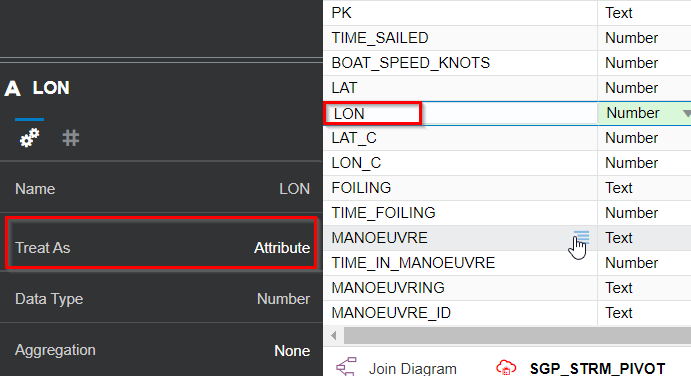 A LON
Name LON
Treat As Attribute
Data Type Number
Aggregation None
PK Text
TIME_SAILED Number
BOAT_SPEED_KNOTS Number
LAT Number
LON Number
LAT_C Number
LON_C Number
FOILING Text
TIME_FOILING Number
MANOEUVRE Text
TIME_IN_MANOEUVRE Number
MANOEUVRING Text
MANOEUVRE_ID Text
Join Diagram SGP_STRM_PIVOT